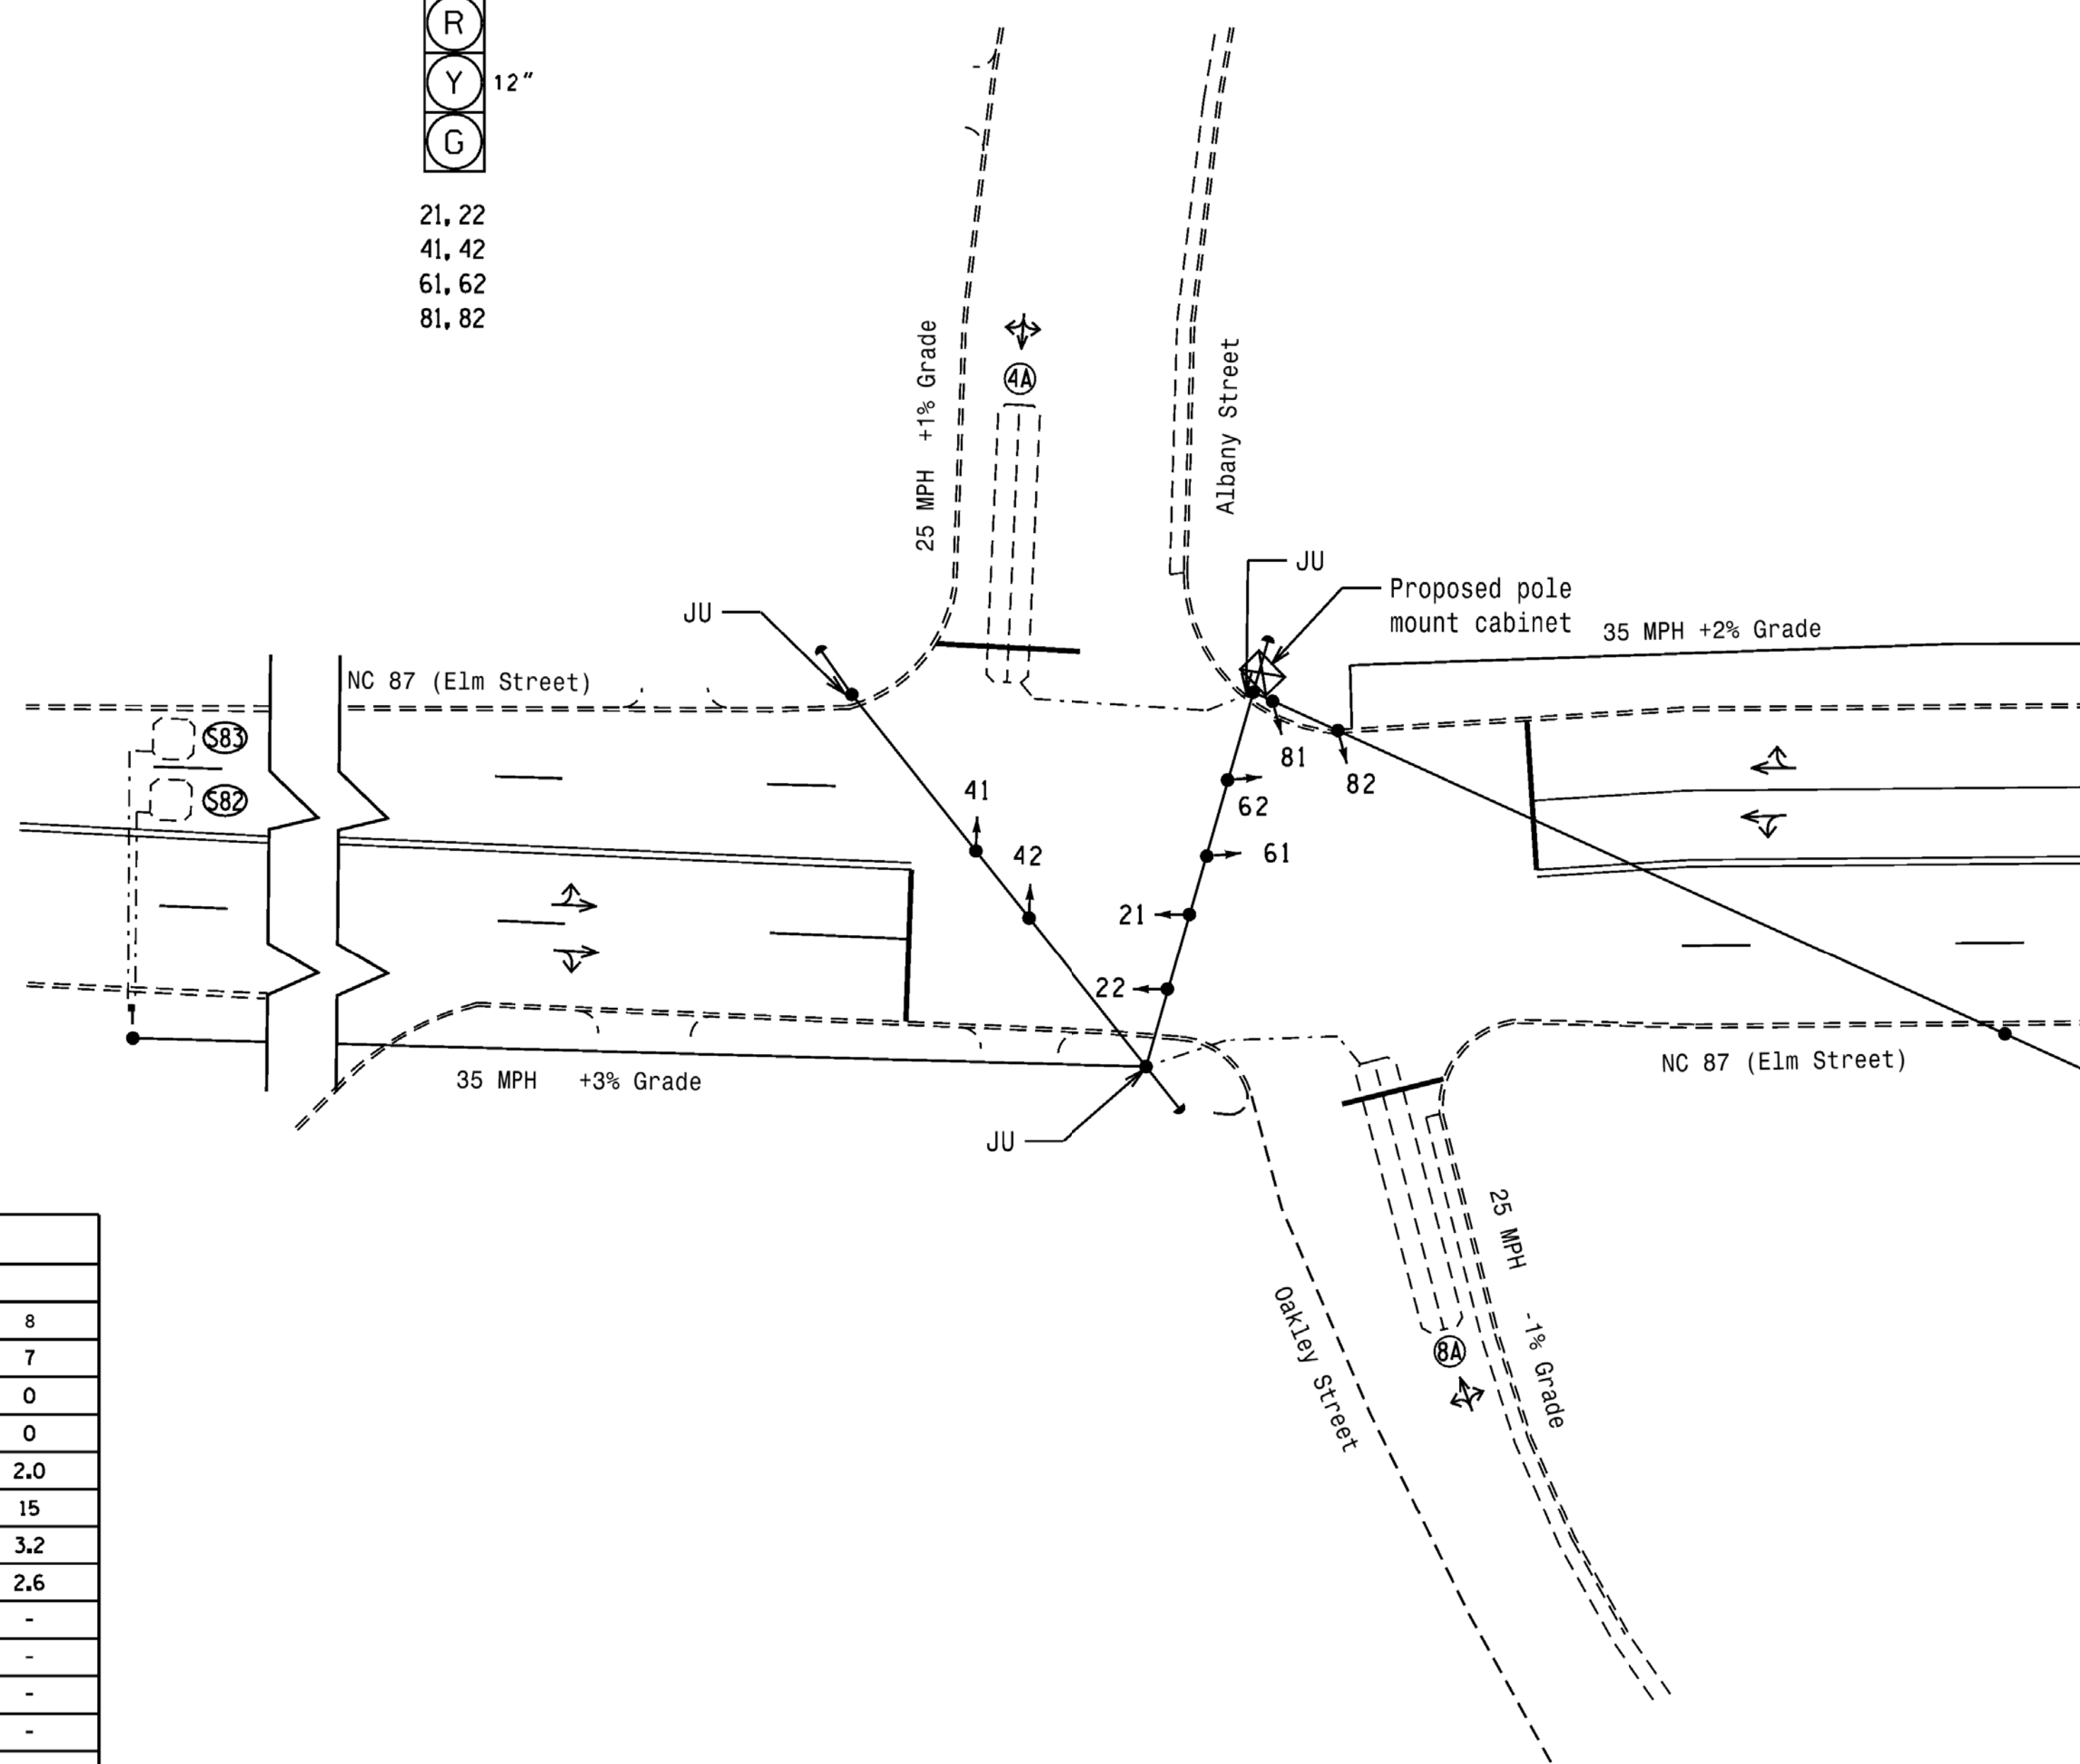 R
Y
12"
G
21, 22
41, 42
61, 62
81, 82
25 MPH +1% Grade
4A
Albany Street
JU
Proposed pole
mount cabinet
35 MPH +2% Grade
JU
NC 87 (Elm Street)
S83
S82
81
82
62
61
41
42
21
22
35 MPH +3% Grade
NC 87 (Elm Street)
JU
25 MPH -1% Grade
Oakley Street
8A
8
7
0
0
2.0
15
3.2
2.6
-
-
-
-